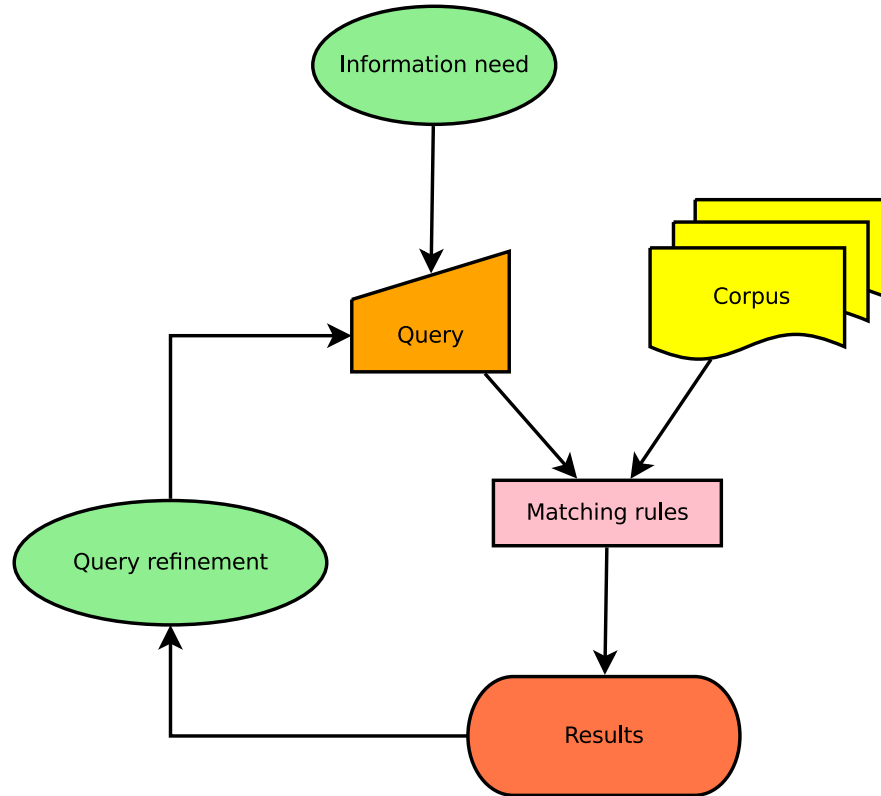 Information need
Corpus
Query
Matching rules
Query refinement
Results